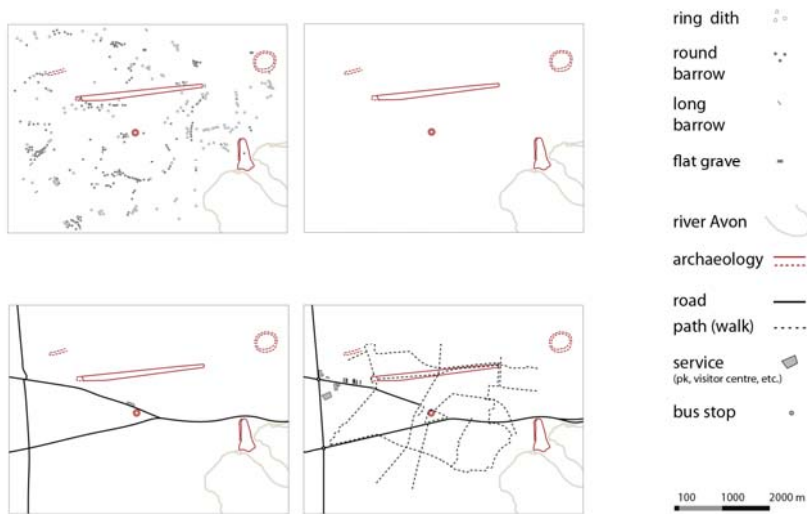 ring dith
round
barrow
long
barrow
flat grave
river Avon
archaeology
road
path (walk)
service
(pk, visitor centre, etc.)
bus stop
100 1000 2000 m